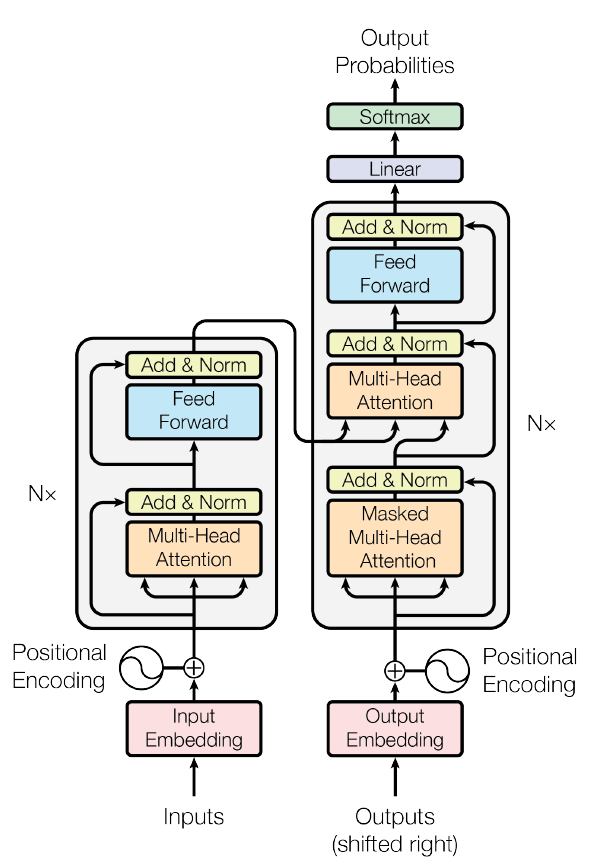 Output
Probabilities
Softmax
Linear
Add & Norm
Feed
Forward
Add & Norm
Multi-Head
Attention
Add & Norm
Masked
Multi-Head
Attention
N×
Add & Norm
Feed
Forward
Add & Norm
Multi-Head
Attention
N×
Positional
Encoding
Positional
Encoding
Input
Embedding
Output
Embedding
Inputs
Outputs
(shifted right)